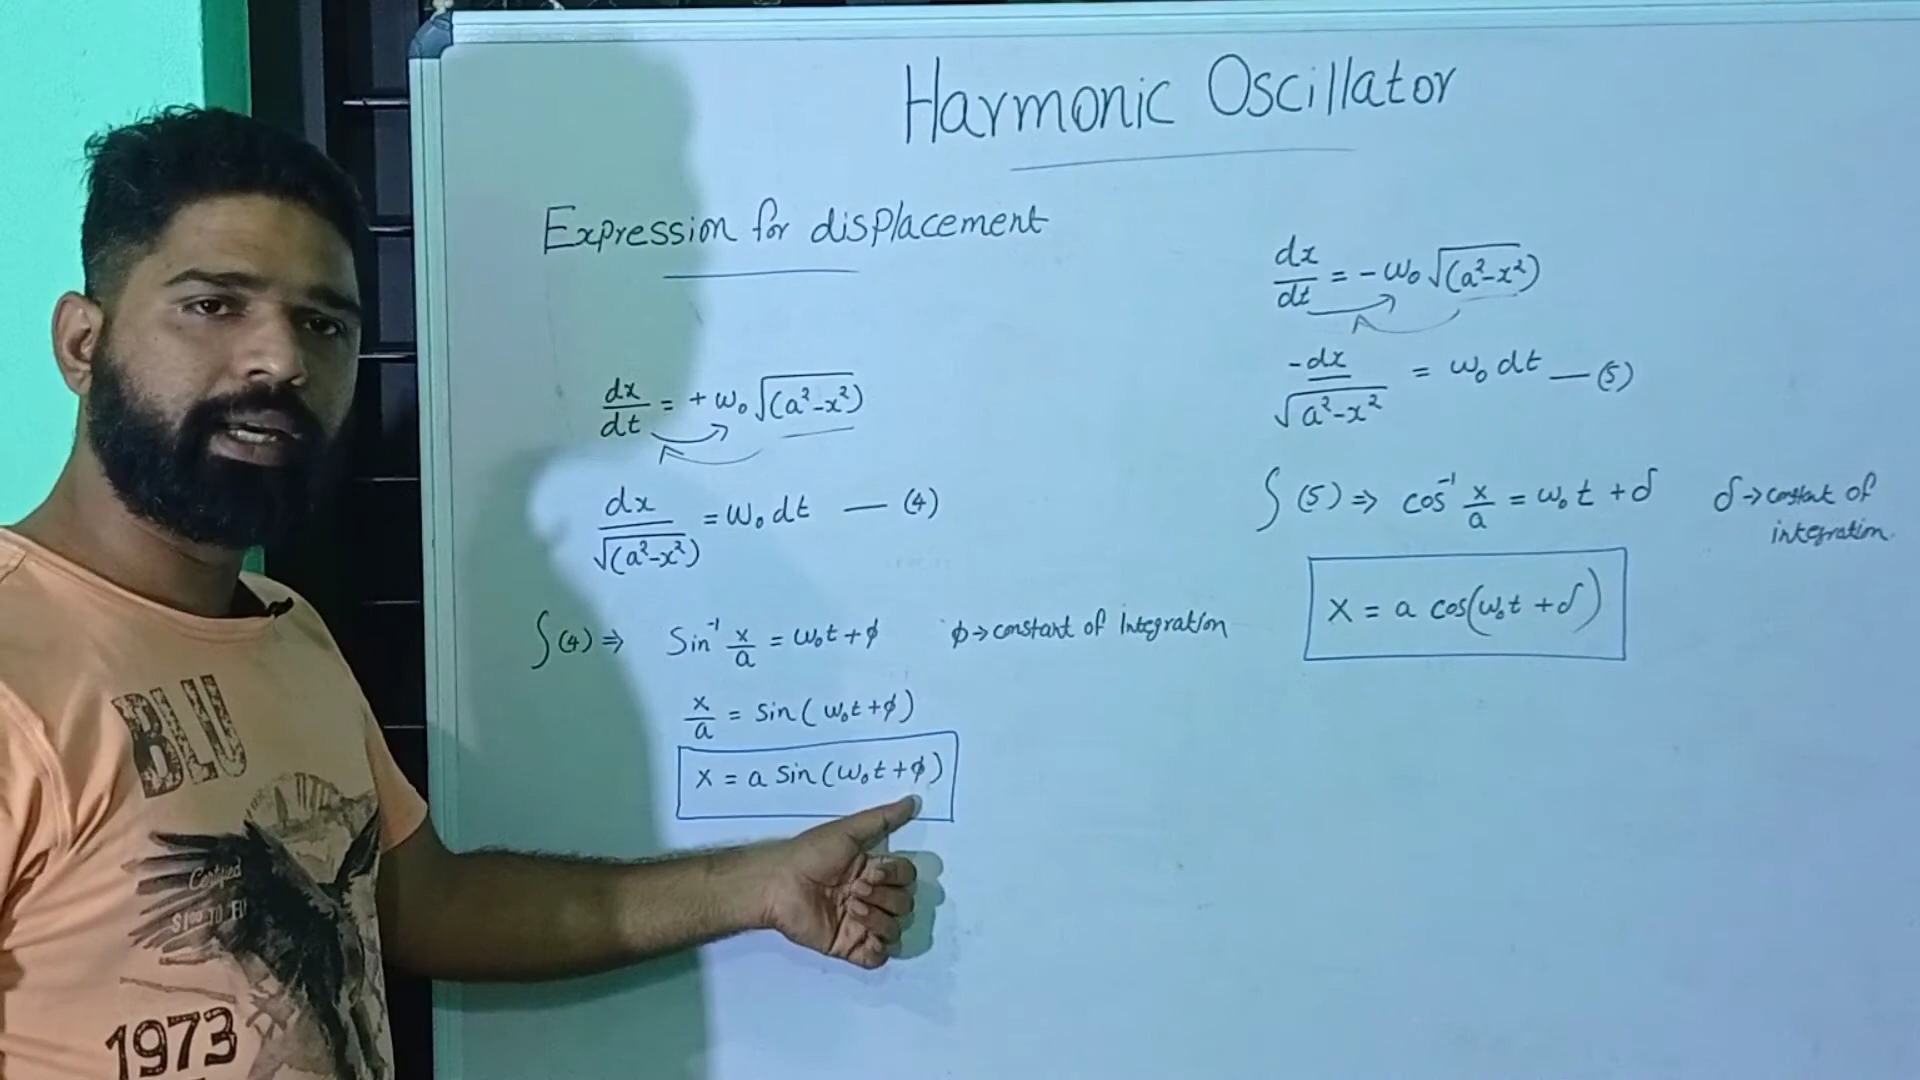 Harmonic Oscillator
Expression for displacement
dx/dt = + ω₀ √(a²-x²)
dx/√(a²-x²) = ω₀ dt — (4)
∫(4) ⇒ Sin⁻¹ x/a = ω₀t + ϕ ϕ → constant of integration
x/a = sin(ω₀t + ϕ)
x = a sin(ω₀t + ϕ)
dx/dt = - ω₀ √(a²-x²)
-dx/√a²-x² = ω₀ dt — (5)
∫(5) ⇒ cos⁻¹ x/a = ω₀t + δ δ → constant of
integration.
x = a cos(ω₀t + δ)
BLU
Certified
1973